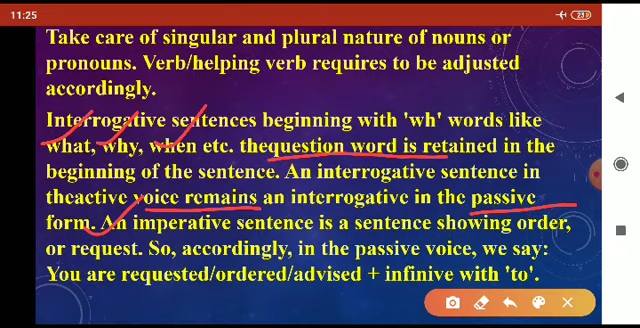 11:25
23
Take care of singular and plural nature of nouns or
pronouns. Verb/helping verb requires to be adjusted
accordingly.
Interrogative sentences beginning with 'wh' words like
what, why, when etc. thequestion word is retained in the
beginning of the sentence. An interrogative sentence in
theactive voice remains an interrogative in the passive
form. An imperative sentence is a sentence showing order,
or request. So, accordingly, in the passive voice, we say:
You are requested/ordered/advised + infinive with 'to'.